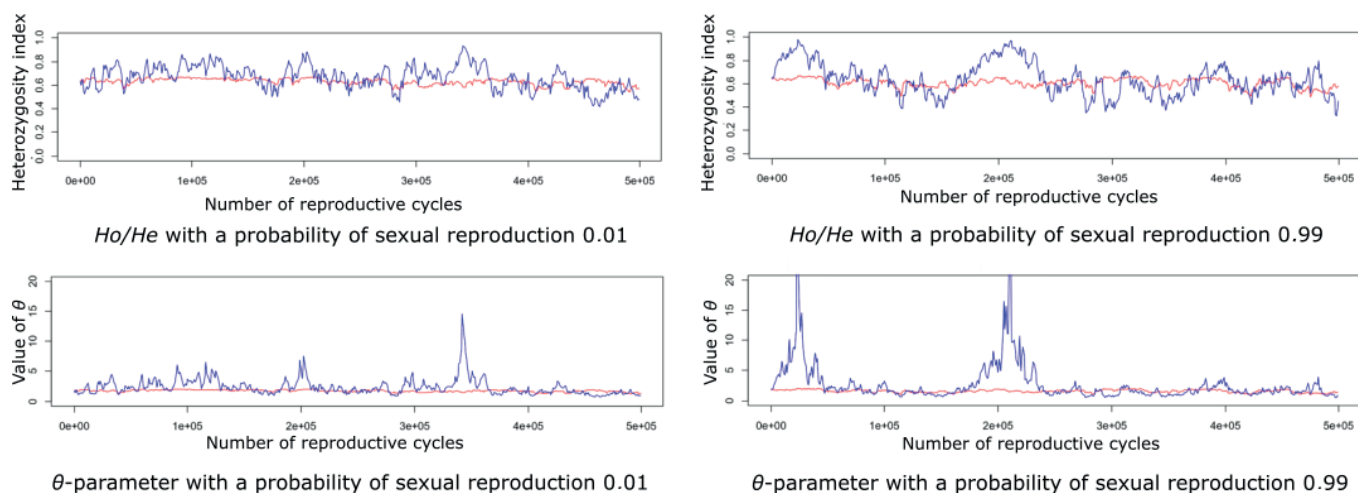 Heterozygosity index
0.0 0.2 0.4 0.6 0.8 1.0
0e+00 1e+05 2e+05 3e+05 4e+05 5e+05
Number of reproductive cycles
Ho/He with a probability of sexual reproduction 0.01
Heterozygosity index
0.0 0.2 0.4 0.6 0.8 1.0
0e+00 1e+05 2e+05 3e+05 4e+05 5e+05
Number of reproductive cycles
Ho/He with a probability of sexual reproduction 0.99
Value of θ
0 5 10 15 20
0e+00 1e+05 2e+05 3e+05 4e+05 5e+05
Number of reproductive cycles
θ-parameter with a probability of sexual reproduction 0.01
Value of θ
0 5 10 15 20
0e+00 1e+05 2e+05 3e+05 4e+05 5e+05
Number of reproductive cycles
θ-parameter with a probability of sexual reproduction 0.99